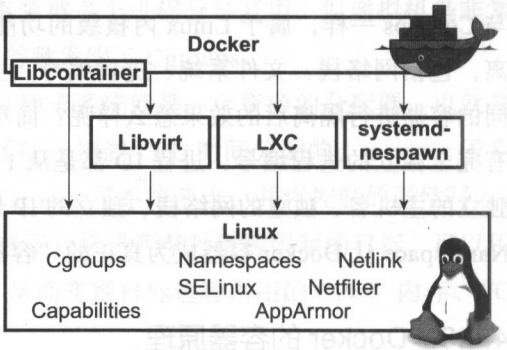 Docker
Libcontainer
Libvirt
LXC
systemd-
nespawn
Linux
Cgroups Namespaces Netlink
SELinux Netfilter
Capabilities AppArmor